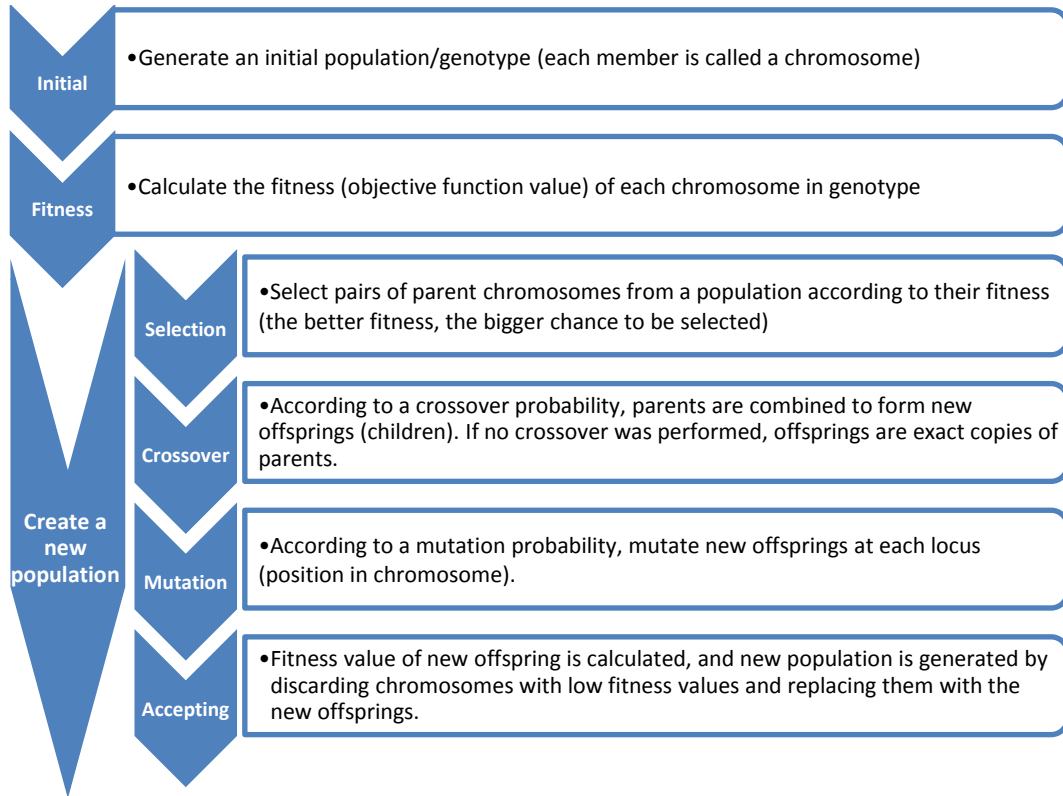 Initial
•Generate an initial population/genotype (each member is called a chromosome)
Fitness
•Calculate the fitness (objective function value) of each chromosome in genotype
Create a
new
population
Selection
•Select pairs of parent chromosomes from a population according to their fitness
(the better fitness, the bigger chance to be selected)
Crossover
•According to a crossover probability, parents are combined to form new
offsprings (children). If no crossover was performed, offsprings are exact copies of
parents.
Mutation
•According to a mutation probability, mutate new offsprings at each locus
(position in chromosome).
Accepting
•Fitness value of new offspring is calculated, and new population is generated by
discarding chromosomes with low fitness values and replacing them with the
new offsprings.